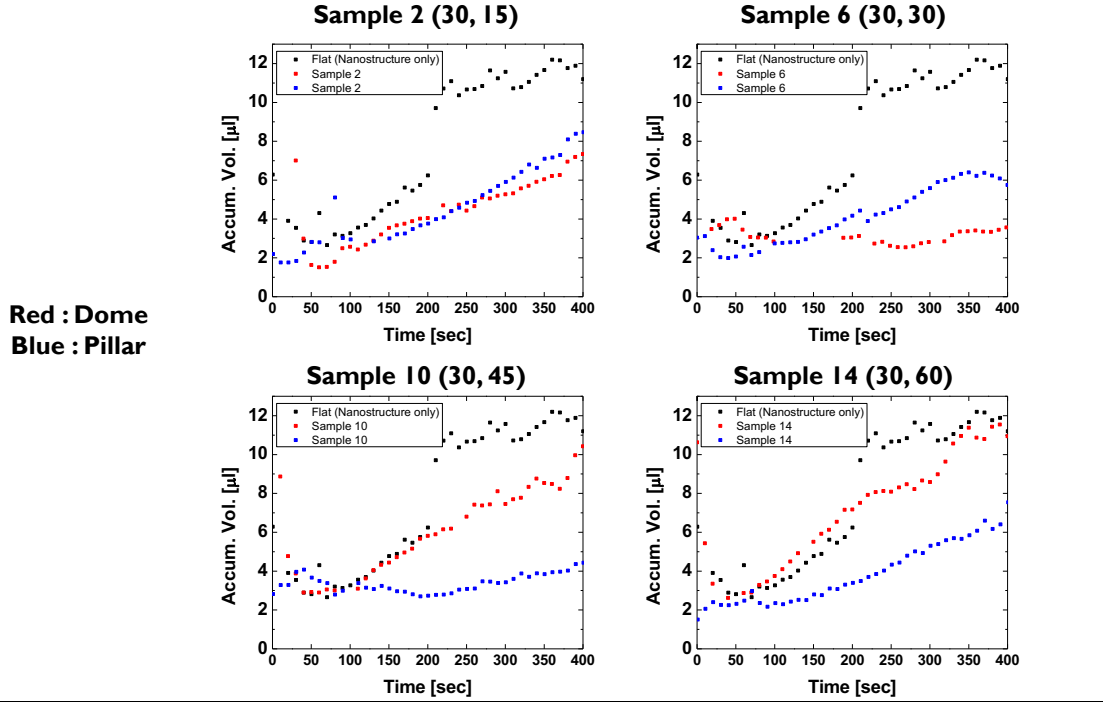 Sample 2 (30, 15)
Flat (Nanostructure only)
Sample 2
Sample 2
Accum. Vol. [µl]
12
10
8
6
4
2
0
0 50 100 150 200 250 300 350 400
Time [sec]
Sample 6 (30, 30)
Flat (Nanostructure only)
Sample 6
Sample 6
Accum. Vol. [µl]
12
10
8
6
4
2
0
0 50 100 150 200 250 300 350 400
Time [sec]
Red : Dome
Blue : Pillar
Sample 10 (30, 45)
Flat (Nanostructure only)
Sample 10
Sample 10
Accum. Vol. [µl]
12
10
8
6
4
2
0
0 50 100 150 200 250 300 350 400
Time [sec]
Sample 14 (30, 60)
Flat (Nanostructure only)
Sample 14
Sample 14
Accum. Vol. [µl]
12
10
8
6
4
2
0
0 50 100 150 200 250 300 350 400
Time [sec]